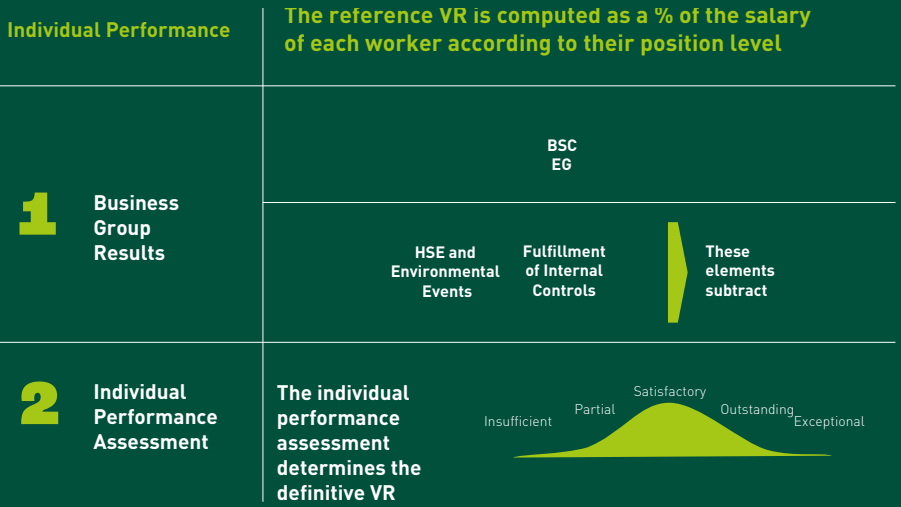 Individual Performance
The reference VR is computed as a % of the salary
of each worker according to their position level
1
Business
Group
Results
BSC
EG
HSE and
Environmental
Events
Fulfillment
of Internal
Controls
These
elements
subtract
2
Individual
Performance
Assessment
The individual
performance
assessment
determines the
definitive VR
Insufficient
Partial
Satisfactory
Outstanding
Exceptional